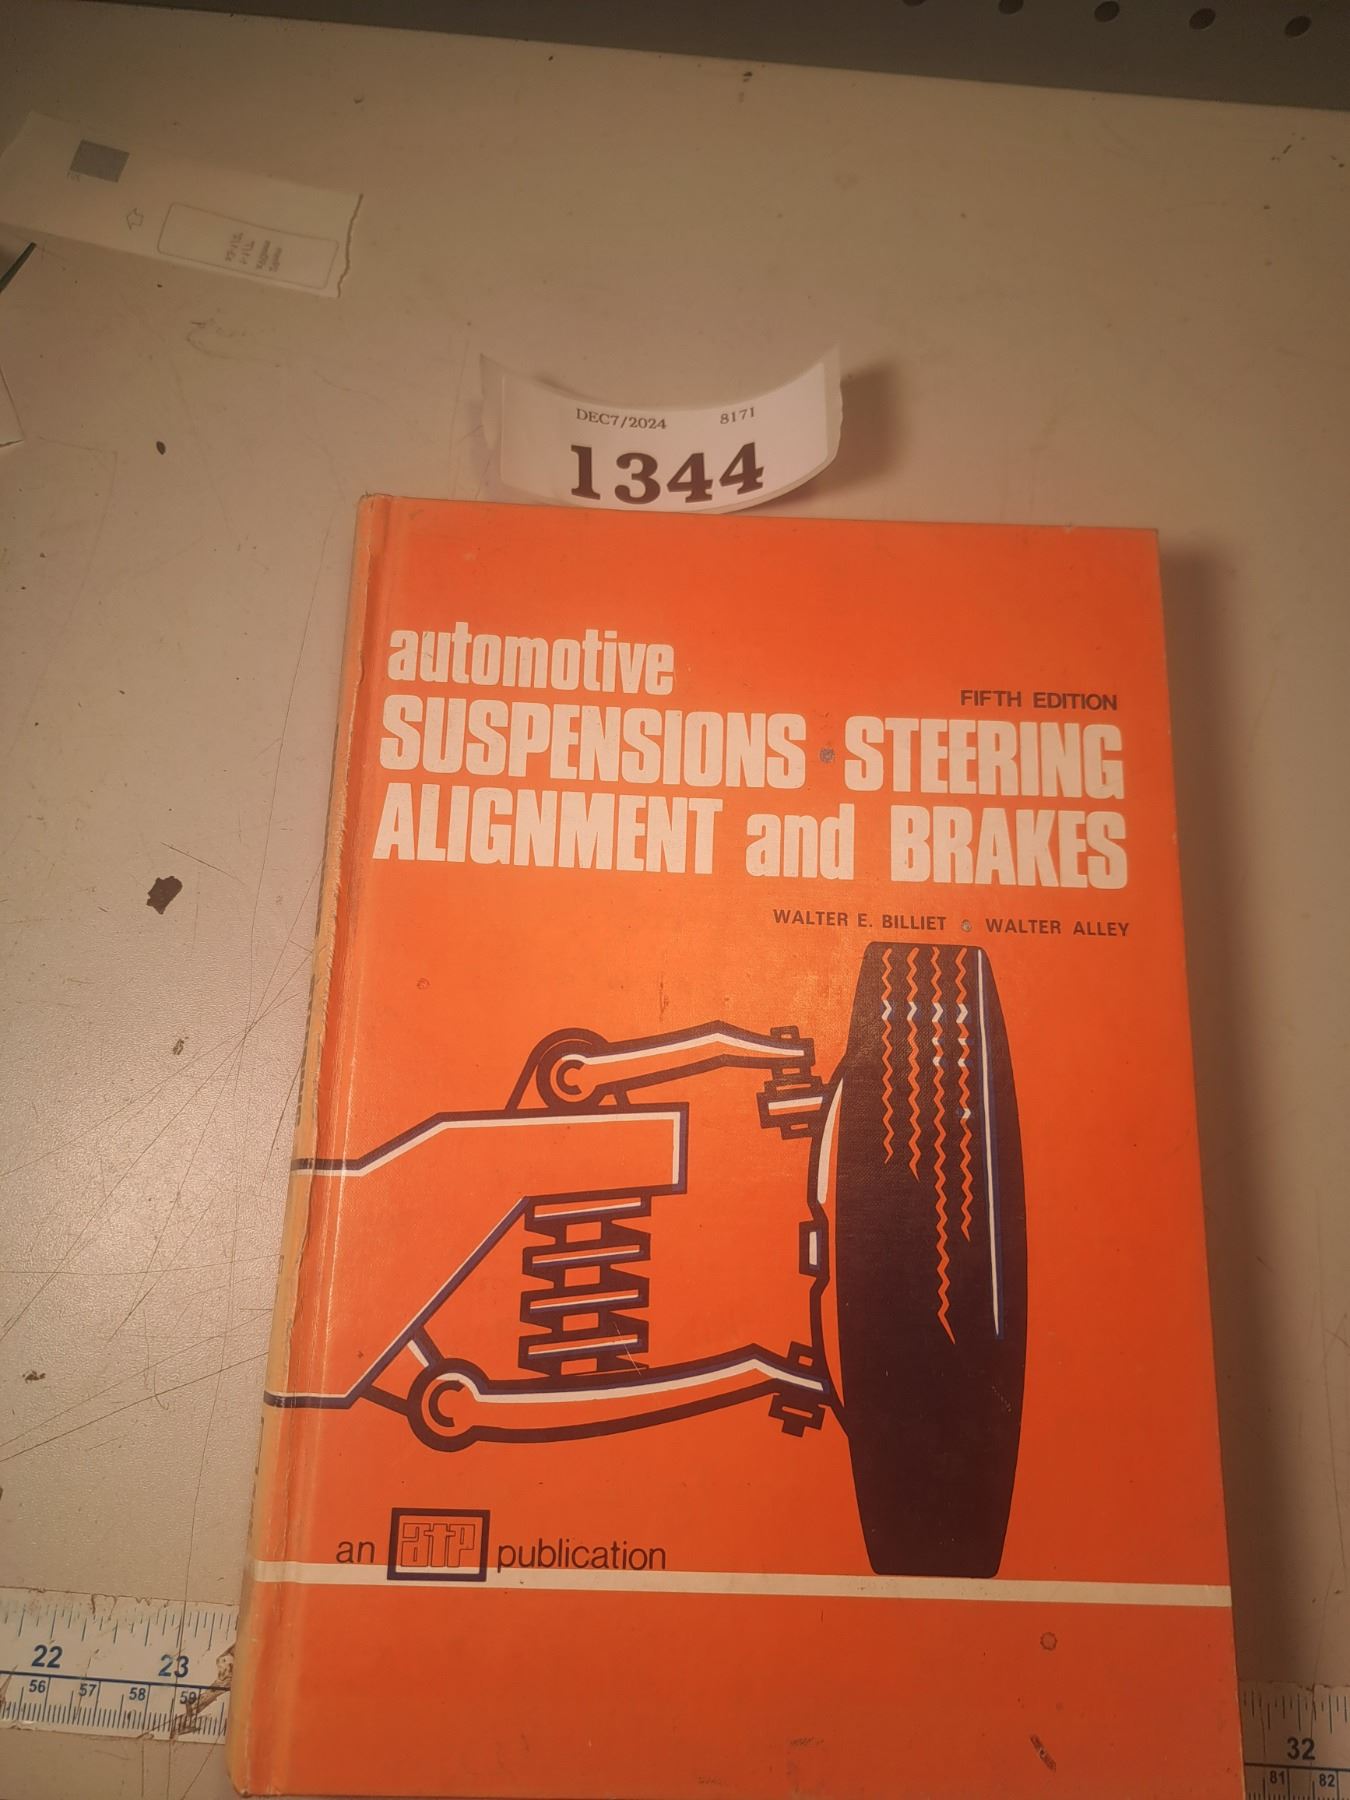 DEC7/2024 8171
1344
automotive
FIFTH EDITION
SUSPENSIONS • STEERING
ALIGNMENT and BRAKES
WALTER E. BILLIET • WALTER ALLEY
an atp publication
22 23 32
56 57 58 59 81 82